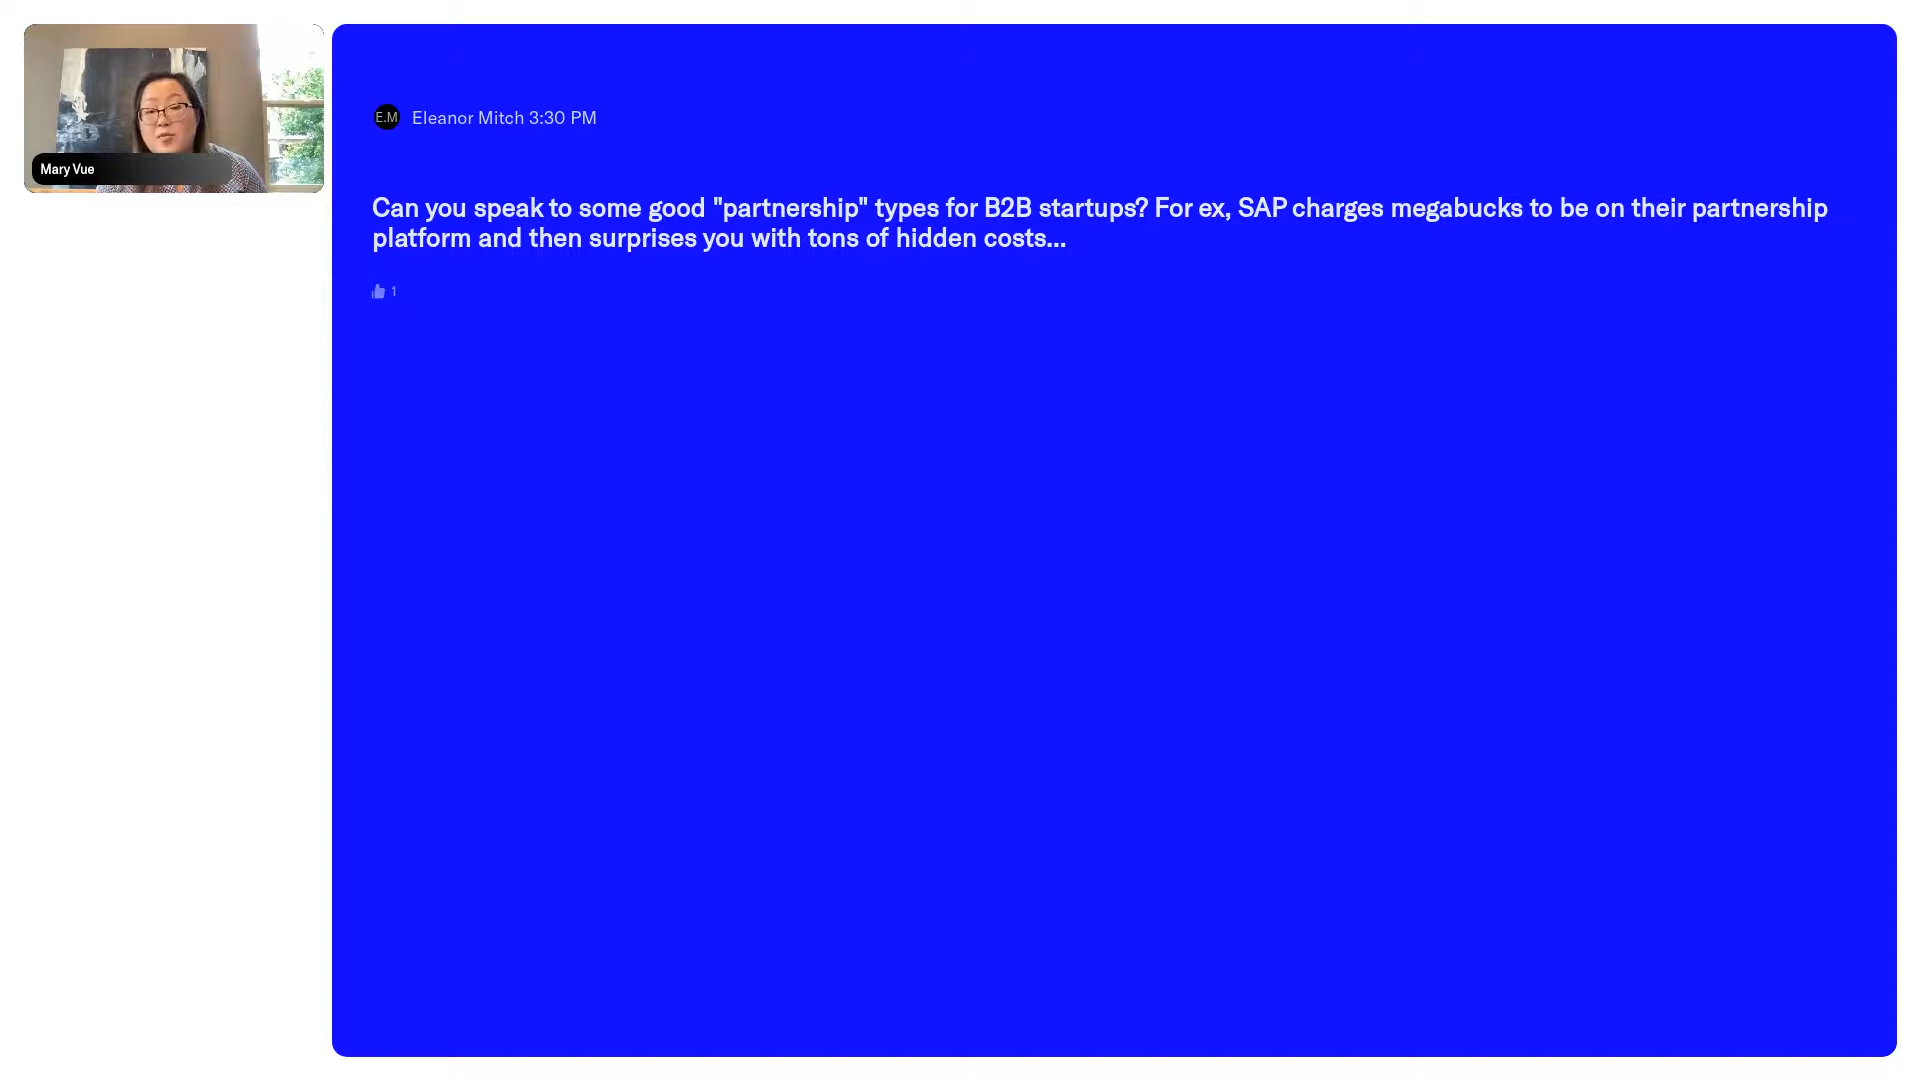 Mary Vue
E.M
Eleanor Mitch 3:30 PM
Can you speak to some good "partnership" types for B2B startups? For ex, SAP charges megabucks to be on their partnership
platform and then surprises you with tons of hidden costs...
1